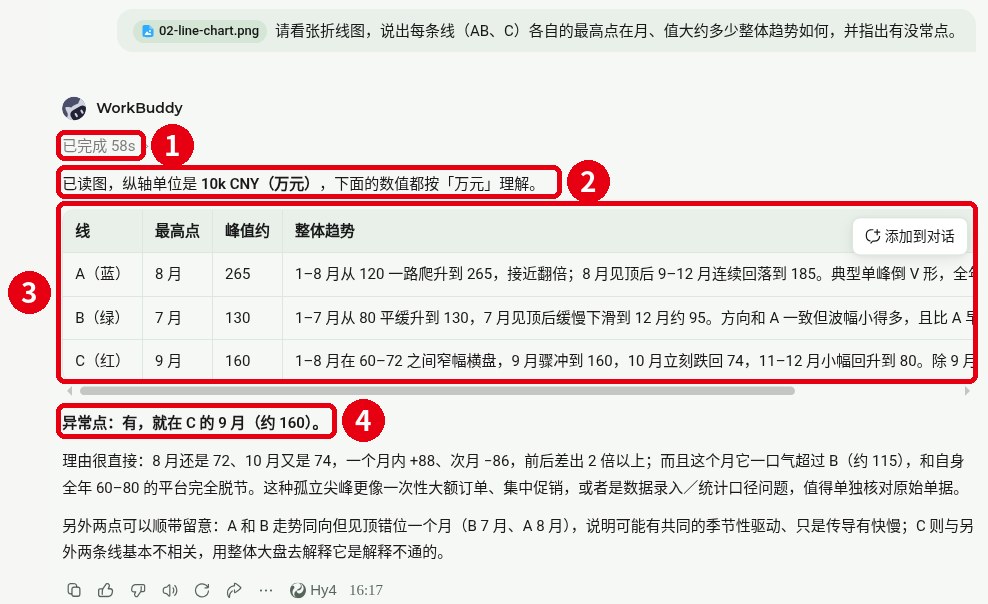 02-line-chart.png 请看张折线图，说出每条线（AB、C）各自的最高点在月、值大约多少整体趋势如何，并指出有没常点。
WorkBuddy
已完成 58s
1
已读图，纵轴单位是 10k CNY（万元），下面的数值都按「万元」理解。
2
线 最高点 峰值约 整体趋势
添加到对话
A（蓝） 8 月 265 1–8 月从 120 一路爬升到 265，接近翻倍；8 月见顶后 9–12 月连续回落到 185。典型单峰倒 V 形，全年
3
B（绿） 7 月 130 1–7 月从 80 平缓升到 130，7 月见顶后缓慢下滑到 12 月约 95。方向和 A 一致但波幅小得多，且比 A 早
C（红） 9 月 160 1–8 月在 60–72 之间窄幅横盘，9 月骤冲到 160，10 月立刻跌回 74，11–12 月小幅回升到 80。除 9 月
异常点：有，就在 C 的 9 月（约 160）。
4
理由很直接：8 月还是 72、10 月又是 74，一个月内 +88、次月 −86，前后差出 2 倍以上；而且这个月它一口气超过 B（约 115），和自身
全年 60–80 的平台完全脱节。这种孤立尖峰更像一次性大额订单、集中促销，或者是数据录入／统计口径问题，值得单独核对原始单据。
另外两点可以顺带留意：A 和 B 走势同向但见顶错位一个月（B 7 月、A 8 月），说明可能有共同的季节性驱动、只是传导有快慢；C 则与另
外两条线基本不相关，用整体大盘去解释它是解释不通的。
Hy4 16:17